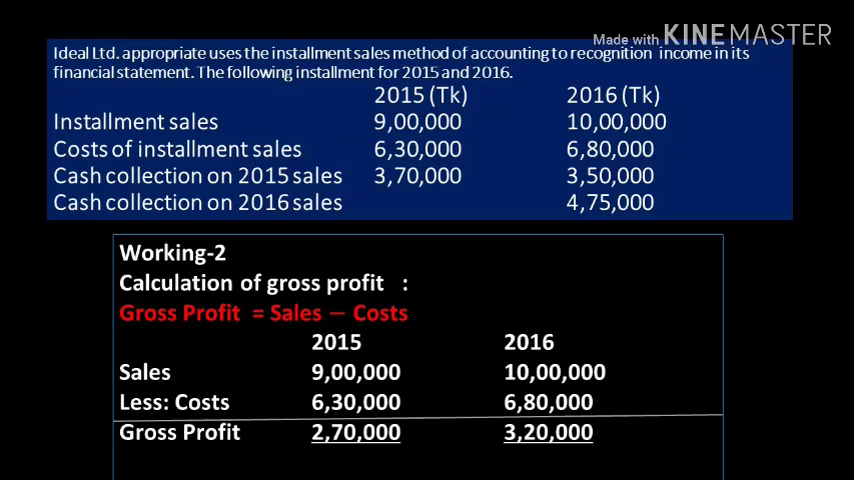 Made with KINEMASTER
Ideal Ltd. appropriate uses the installment sales method of accounting to recognition income in its
financial statement. The following installment for 2015 and 2016.
2015 (Tk) 2016 (Tk)
Installment sales 9,00,000 10,00,000
Costs of installment sales 6,30,000 6,80,000
Cash collection on 2015 sales 3,70,000 3,50,000
Cash collection on 2016 sales 4,75,000
Working-2
Calculation of gross profit :
Gross Profit = Sales − Costs
2015 2016
Sales 9,00,000 10,00,000
Less: Costs 6,30,000 6,80,000
Gross Profit 2,70,000 3,20,000